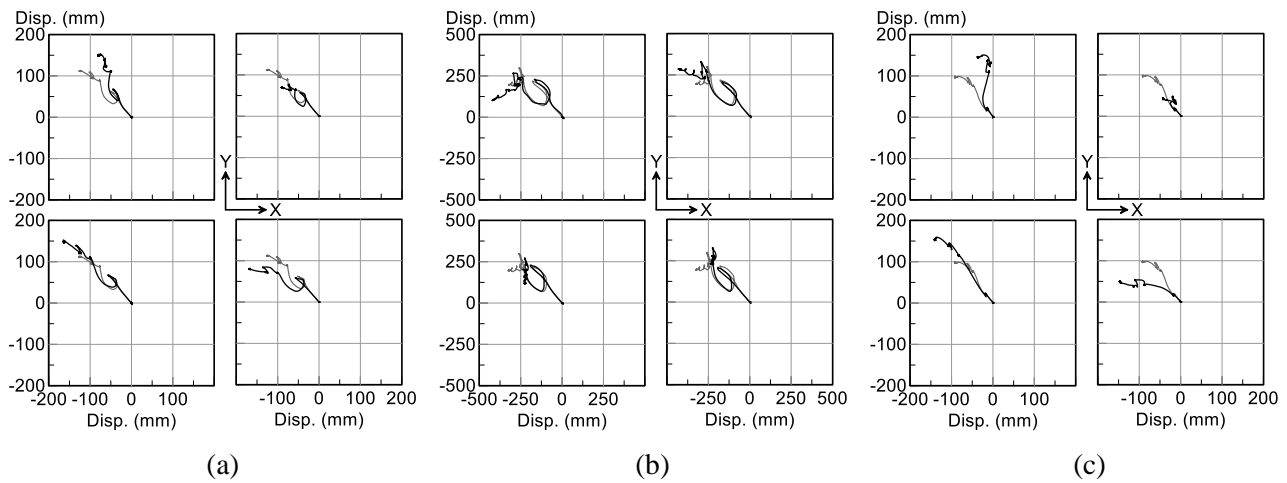 Disp. (mm) Disp. (mm) Disp. (mm)
200 500 200
100 250 100
0 0 0
-100 Y -250 Y -100 Y
-200 X -500 X -200 X
200 500 200
100 250 100
0 0 0
-100 250 -100
-200 -500 -200
-200 -100 0 100 -100 0 100 200 -500 -250 0 250 -250 0 250 500 -200 -100 0 100 -100 0 100 200
Disp. (mm) Disp. (mm) Disp. (mm) Disp. (mm) Disp. (mm) Disp. (mm)
(a) (b) (c)